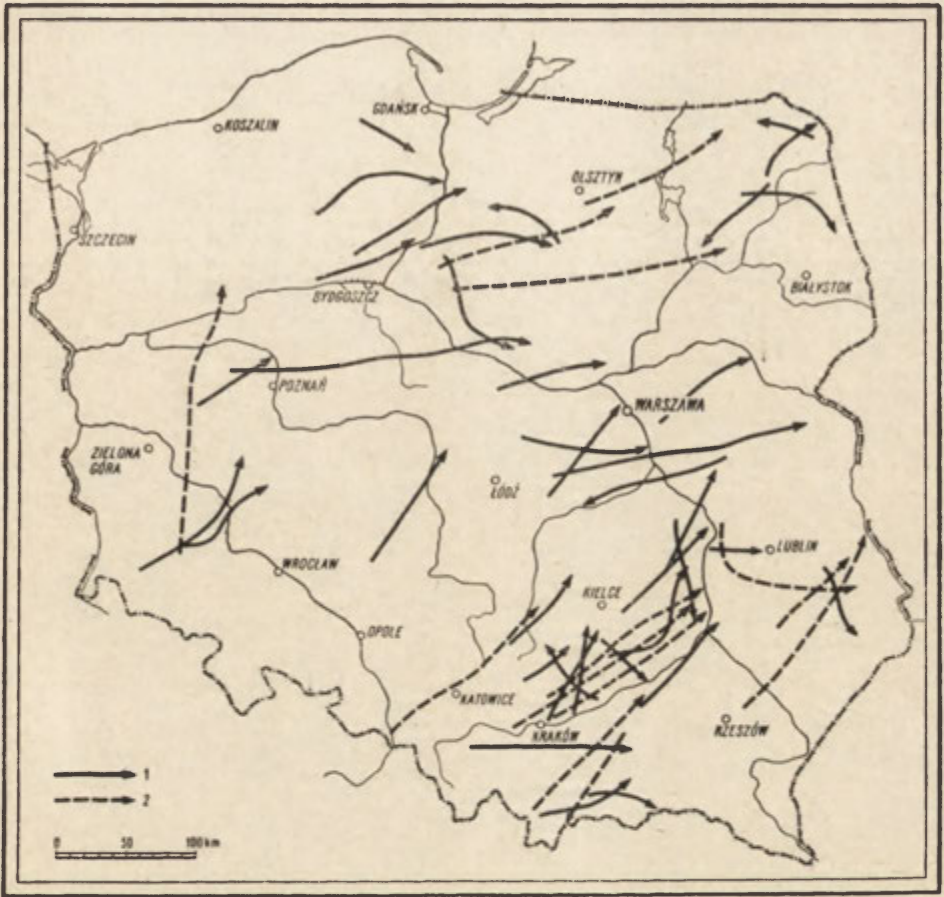 GDAŃSK
KOSZALIN
OLSZTYN
SZCZECIN
BIAŁYSTOK
BYDGOSZCZ
POZNAŃ
WARSZAWA
ZIELONA
GÓRA
ŁÓDŹ
LUBLIN
WROCŁAW
KIELCE
OPOLE
KATOWICE
KRAKÓW
RZESZÓW
1
2
0 50 100 km